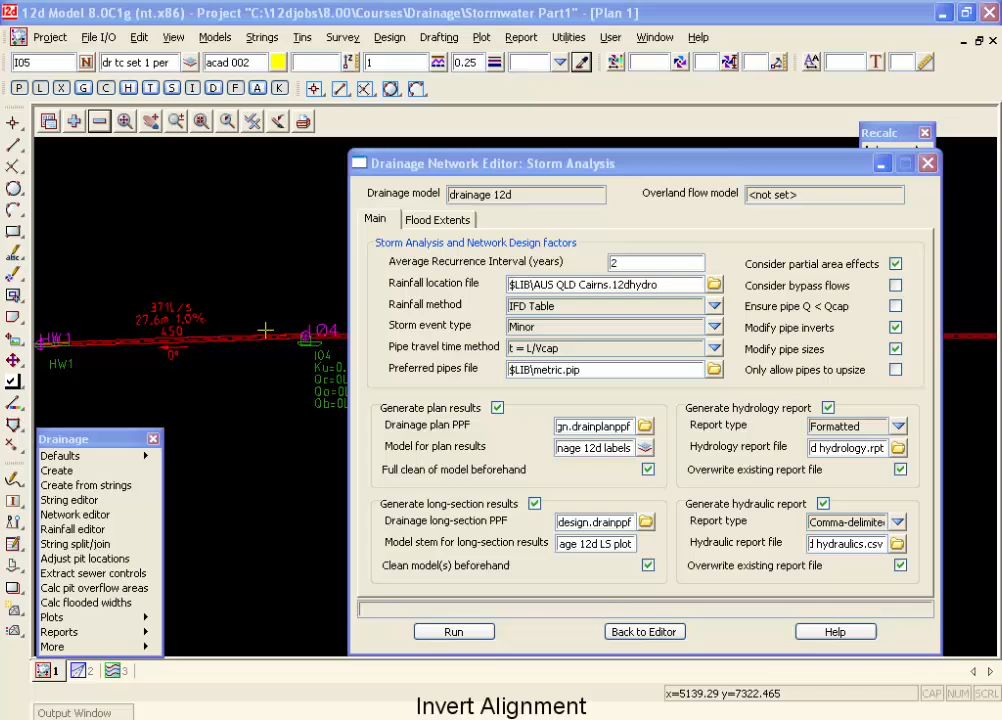 12d Model 8.0C1g (nt.x86) - Project "C:\12djobs\8.00\Courses\Drainage\Stormwater Part1" - [Plan 1]
Project File I/O Edit View Models Strings Tins Survey Design Drafting Plot Report Utilities User Window Help
I05 N dr tc set 1 per acad 002 1 0.25 T
P L X G C H T S I D F A K
Recalc
Drainage Network Editor: Storm Analysis
Drainage model drainage 12d Overland flow model <not set>
Main Flood Extents
Storm Analysis and Network Design factors
Average Recurrence Interval (years) 2 Consider partial area effects
Rainfall location file $LIB\AUS QLD Cairns.12dhydro Consider bypass flows
Rainfall method IFD Table Ensure pipe Q < Qcap
Storm event type Minor Modify pipe inverts
Pipe travel time method t = L/Vcap Modify pipe sizes
Preferred pipes file $LIB\metric.pip Only allow pipes to upsize
Generate plan results Generate hydrology report
Drainage plan PPF gn.drainplanppf Report type Formatted
Model for plan results nage 12d labels Hydrology report file d hydrology.rpt
Full clean of model beforehand Overwrite existing report file
Generate long-section results Generate hydraulic report
Drainage long-section PPF design.drainppf Report type Comma-delimite
Model stem for long-section results age 12d LS plot Hydraulic report file d hydraulics.csv
Clean model(s) beforehand Overwrite existing report file
Run Back to Editor Help
371L/s
27.6m 1.0%
450
0°
HW1
HW1
I04
I04
Ku=0.
Qr=0L
Qo=0L
Qb=0L
Drainage
Defaults
Create
Create from strings
String editor
Network editor
Rainfall editor
String split/join
Adjust pit locations
Extract sewer controls
Calc pit overflow areas
Calc flooded widths
Plots
Reports
More
1 2 3
x=5139.29 y=7322.465 CAP NUM SCRL
Output Window
Invert Alignment